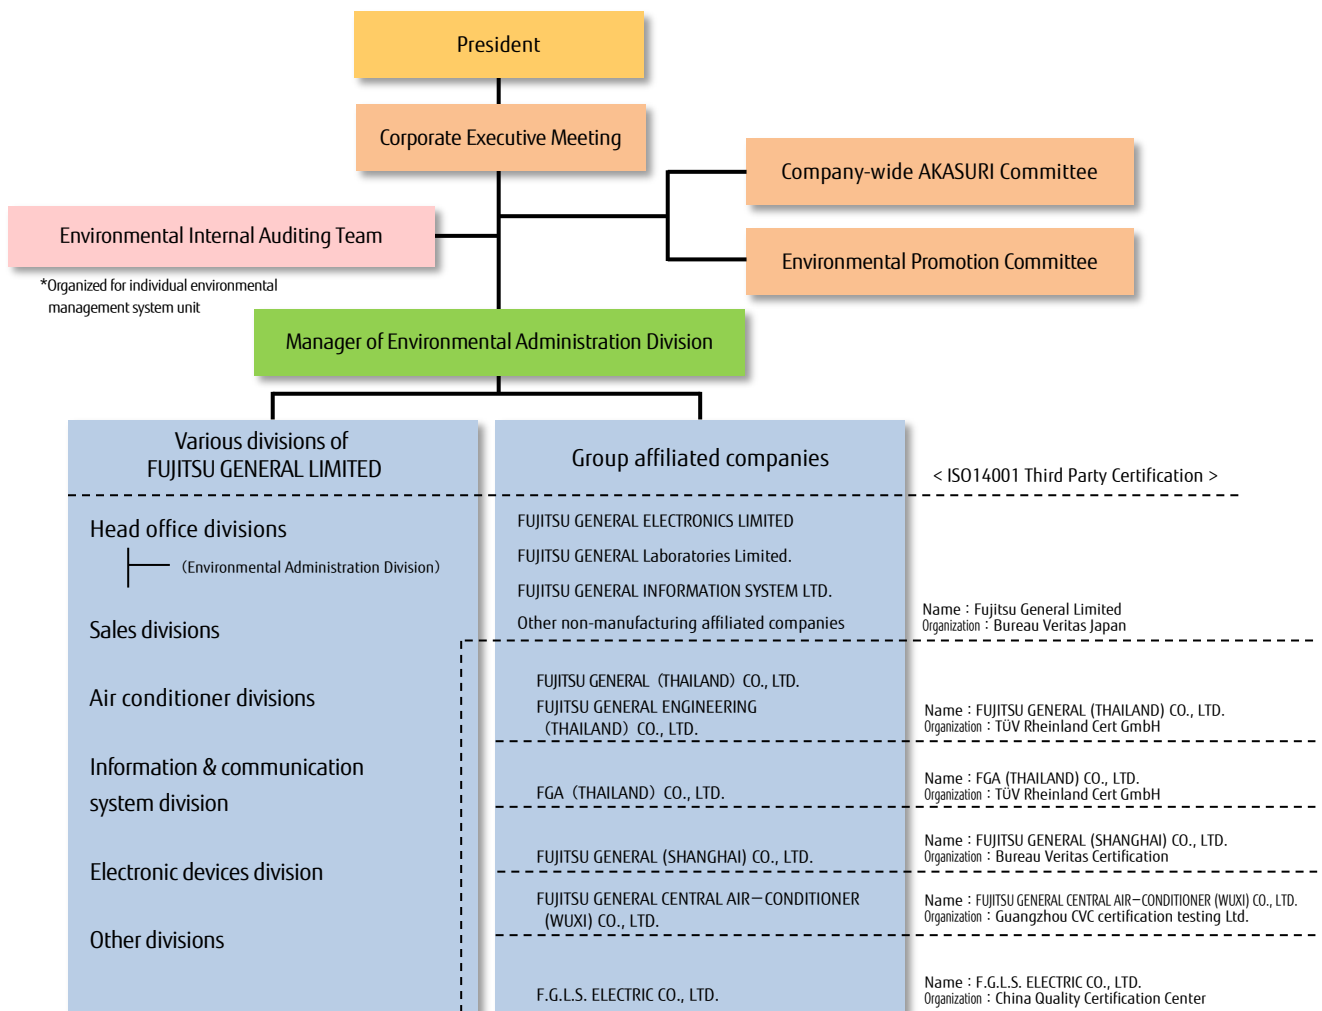 President
Corporate Executive Meeting
Company-wide AKASURI Committee
Environmental Internal Auditing Team
Environmental Promotion Committee
*Organized for individual environmental
management system unit
Manager of Environmental Administration Division
Various divisions of
FUJITSU GENERAL LIMITED
Group affiliated companies
< ISO14001 Third Party Certification >
Head office divisions
(Environmental Administration Division)
Sales divisions
Air conditioner divisions
Information & communication
system division
Electronic devices division
Other divisions
FUJITSU GENERAL ELECTRONICS LIMITED
FUJITSU GENERAL Laboratories Limited.
FUJITSU GENERAL INFORMATION SYSTEM LTD.
Other non-manufacturing affiliated companies
FUJITSU GENERAL (THAILAND) CO., LTD.
FUJITSU GENERAL ENGINEERING
(THAILAND) CO., LTD.
FGA (THAILAND) CO., LTD.
FUJITSU GENERAL (SHANGHAI) CO., LTD.
FUJITSU GENERAL CENTRAL AIR-CONDITIONER
(WUXI) CO., LTD.
F.G.L.S. ELECTRIC CO., LTD.
Name : Fujitsu General Limited
Organization : Bureau Veritas Japan
Name : FUJITSU GENERAL (THAILAND) CO., LTD.
Organization : TÜV Rheinland Cert GmbH
Name : FGA (THAILAND) CO., LTD.
Organization : TÜV Rheinland Cert GmbH
Name : FUJITSU GENERAL (SHANGHAI) CO., LTD.
Organization : Bureau Veritas Certification
Name : FUJITSU GENERAL CENTRAL AIR-CONDITIONER (WUXI) CO., LTD.
Organization : Guangzhou CVC certification testing Ltd.
Name : F.G.L.S. ELECTRIC CO., LTD.
Organization : China Quality Certification Center